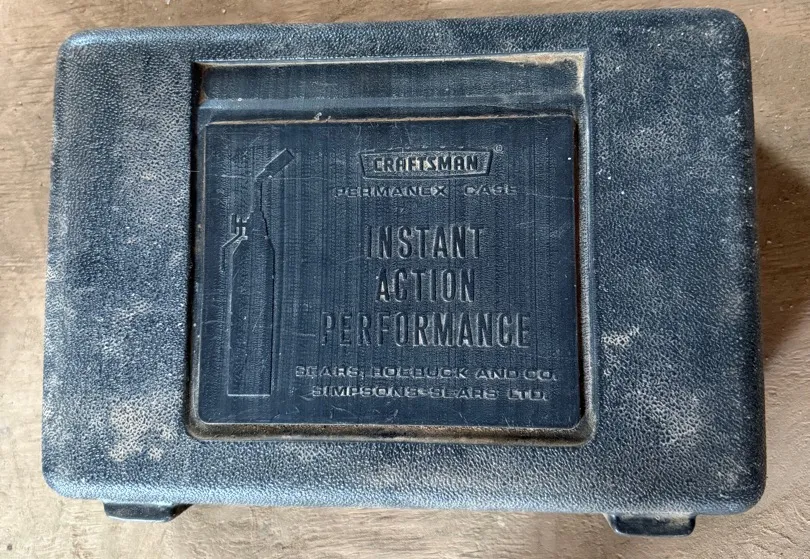 CRAFTSMAN®
PERMANEX CASE
INSTANT
ACTION
PERFORMANCE
SEARS, ROEBUCK AND CO.
SIMPSONS-SEARS LTD.